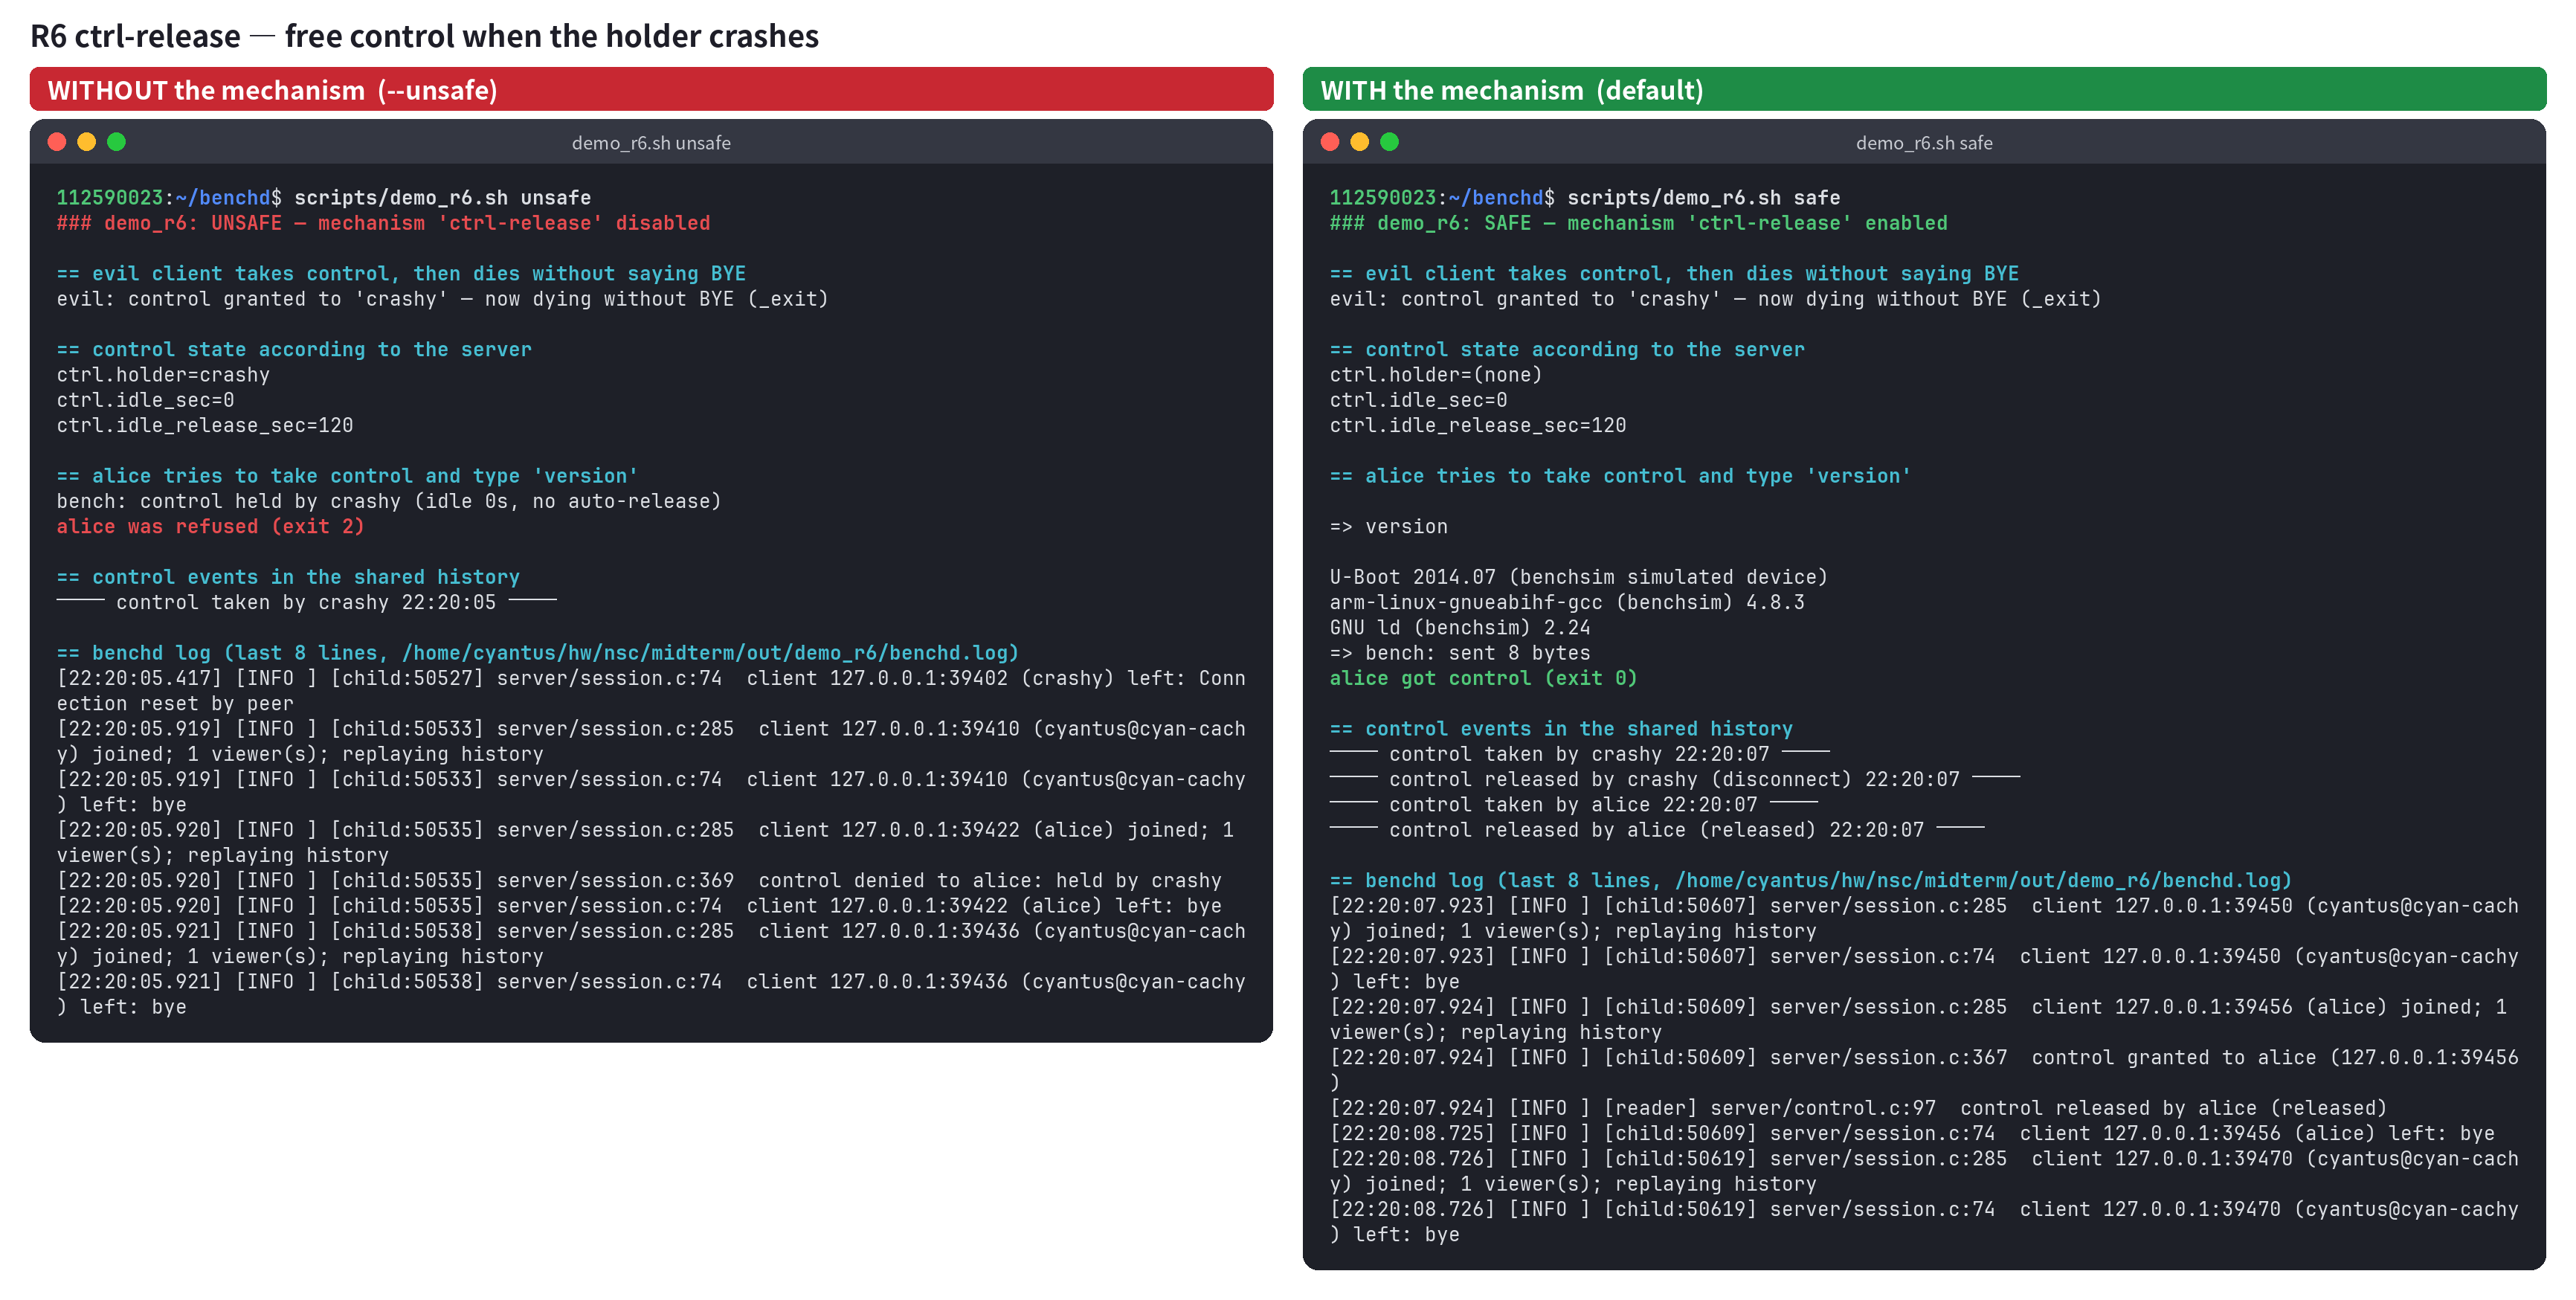 R6 ctrl-release — free control when the holder crashes
WITHOUT the mechanism (--unsafe)
demo_r6.sh unsafe
112590023:~/benchd$ scripts/demo_r6.sh unsafe
### demo_r6: UNSAFE — mechanism 'ctrl-release' disabled
== evil client takes control, then dies without saying BYE
evil: control granted to 'crashy' — now dying without BYE (_exit)
== control state according to the server
ctrl.holder=crashy
ctrl.idle_sec=0
ctrl.idle_release_sec=120
== alice tries to take control and type 'version'
bench: control held by crashy (idle 0s, no auto-release)
alice was refused (exit 2)
== control events in the shared history
──── control taken by crashy 22:20:05 ────
== benchd log (last 8 lines, /home/cyantus/hw/nsc/midterm/out/demo_r6/benchd.log)
[22:20:05.417] [INFO ] [child:50527] server/session.c:74  client 127.0.0.1:39402 (crashy) left: Conn
ection reset by peer
[22:20:05.919] [INFO ] [child:50533] server/session.c:285  client 127.0.0.1:39410 (cyantus@cyan-cach
y) joined; 1 viewer(s); replaying history
[22:20:05.919] [INFO ] [child:50533] server/session.c:74  client 127.0.0.1:39410 (cyantus@cyan-cachy
) left: bye
[22:20:05.920] [INFO ] [child:50535] server/session.c:285  client 127.0.0.1:39422 (alice) joined; 1
viewer(s); replaying history
[22:20:05.920] [INFO ] [child:50535] server/session.c:369  control denied to alice: held by crashy
[22:20:05.920] [INFO ] [child:50535] server/session.c:74  client 127.0.0.1:39422 (alice) left: bye
[22:20:05.921] [INFO ] [child:50538] server/session.c:285  client 127.0.0.1:39436 (cyantus@cyan-cach
y) joined; 1 viewer(s); replaying history
[22:20:05.921] [INFO ] [child:50538] server/session.c:74  client 127.0.0.1:39436 (cyantus@cyan-cachy
) left: bye
WITH the mechanism (default)
demo_r6.sh safe
112590023:~/benchd$ scripts/demo_r6.sh safe
### demo_r6: SAFE — mechanism 'ctrl-release' enabled
== evil client takes control, then dies without saying BYE
evil: control granted to 'crashy' — now dying without BYE (_exit)
== control state according to the server
ctrl.holder=(none)
ctrl.idle_sec=0
ctrl.idle_release_sec=120
== alice tries to take control and type 'version'
=> version
U-Boot 2014.07 (benchsim simulated device)
arm-linux-gnueabihf-gcc (benchsim) 4.8.3
GNU ld (benchsim) 2.24
=> bench: sent 8 bytes
alice got control (exit 0)
== control events in the shared history
──── control taken by crashy 22:20:07 ────
──── control released by crashy (disconnect) 22:20:07 ────
──── control taken by alice 22:20:07 ────
──── control released by alice (released) 22:20:07 ────
== benchd log (last 8 lines, /home/cyantus/hw/nsc/midterm/out/demo_r6/benchd.log)
[22:20:07.923] [INFO ] [child:50607] server/session.c:285  client 127.0.0.1:39450 (cyantus@cyan-cach
y) joined; 1 viewer(s); replaying history
[22:20:07.923] [INFO ] [child:50607] server/session.c:74  client 127.0.0.1:39450 (cyantus@cyan-cachy
) left: bye
[22:20:07.924] [INFO ] [child:50609] server/session.c:285  client 127.0.0.1:39456 (alice) joined; 1
viewer(s); replaying history
[22:20:07.924] [INFO ] [child:50609] server/session.c:367  control granted to alice (127.0.0.1:39456
)
[22:20:07.924] [INFO ] [reader] server/control.c:97  control released by alice (released)
[22:20:08.725] [INFO ] [child:50609] server/session.c:74  client 127.0.0.1:39456 (alice) left: bye
[22:20:08.726] [INFO ] [child:50619] server/session.c:285  client 127.0.0.1:39470 (cyantus@cyan-cach
y) joined; 1 viewer(s); replaying history
[22:20:08.726] [INFO ] [child:50619] server/session.c:74  client 127.0.0.1:39470 (cyantus@cyan-cachy
) left: bye